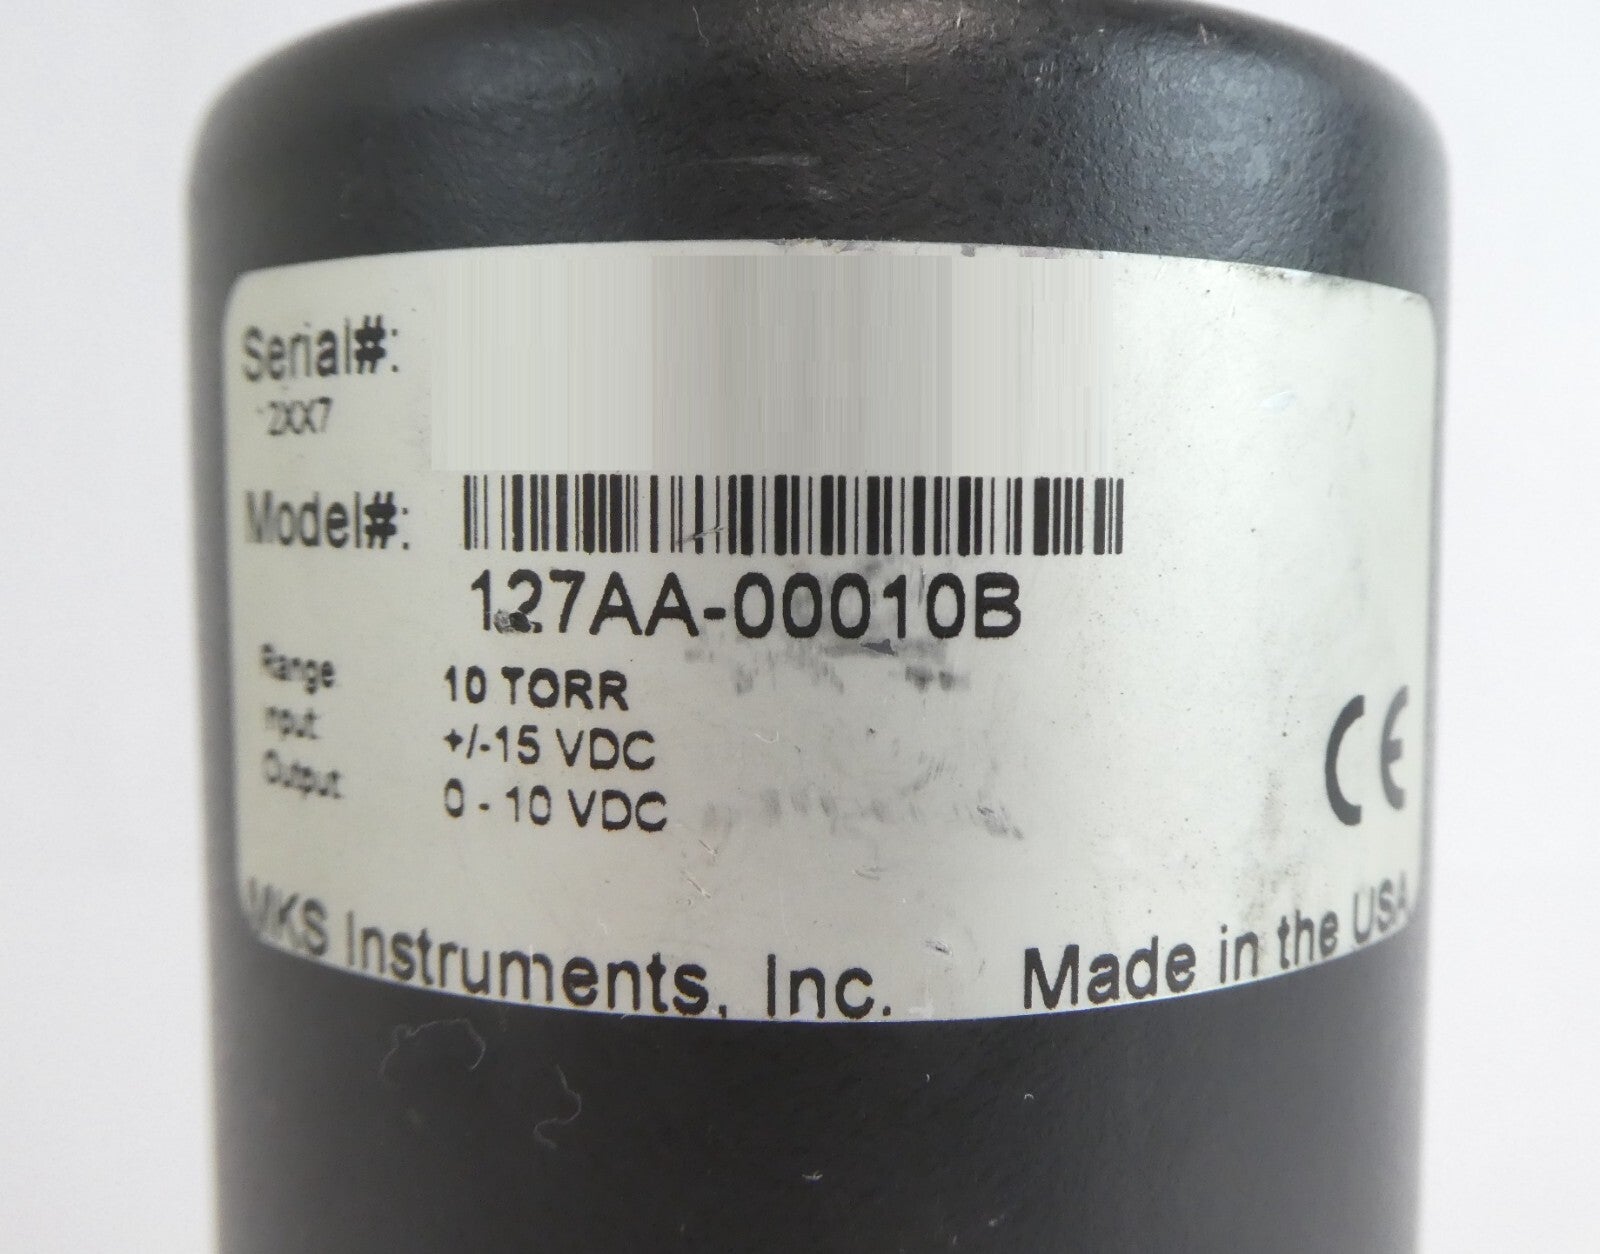 Serial#:
2XX7
Model#:
127AA-00010B
Range 10 TORR
nput: +/-15 VDC
Output: 0 - 10 VDC
CE
MKS Instruments, Inc. Made in the USA